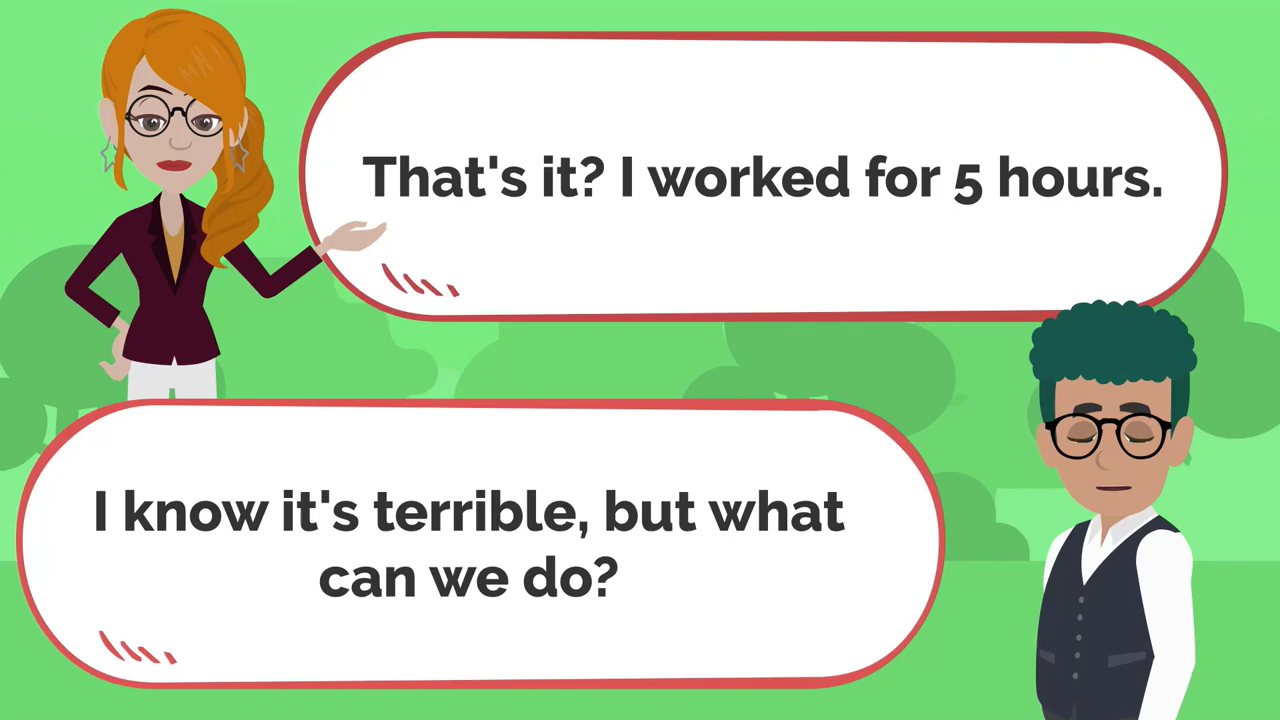 That's it? I worked for 5 hours.
I know it's terrible, but what
can we do?